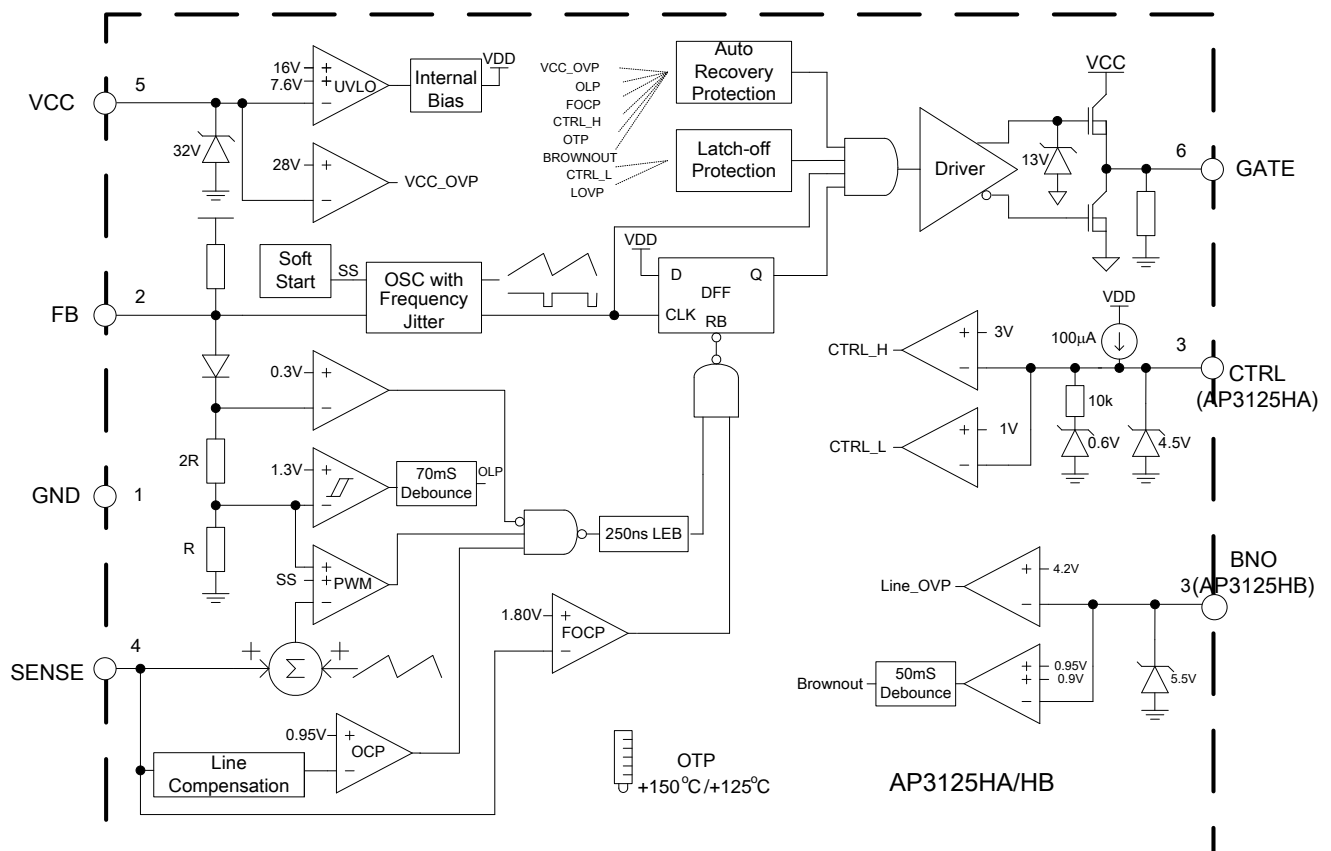 VCC
5
16V
7.6V
+
+
−
UVLO
Internal
Bias
VDD
32V
28V
+
−
VCC_OVP
VCC_OVP
OLP
FOCP
CTRL_H
OTP
BROWNOUT
CTRL_L
LOVP
Auto
Recovery
Protection
Latch-off
Protection
Driver
VCC
13V
6
GATE
Soft
Start
SS
OSC with
Frequency
Jitter
VDD
D
Q
DFF
CLK
RB
FB
2
0.3V
+
−
2R
1.3V
+
−
70mS
Debounce
OLP
GND
1
R
SS
+
+
−
PWM
250ns LEB
SENSE
4
+
Σ
+
1.80V
+
−
FOCP
0.95V
+
−
OCP
Line
Compensation
OTP
+150°C/+125°C
VDD
100µA
3
CTRL
(AP3125HA)
CTRL_H
+
−
3V
CTRL_L
+
−
1V
10k
0.6V
4.5V
BNO
3(AP3125HB)
Line_OVP
+
−
4.2V
Brownout
50mS
Debounce
+
+
−
0.95V
0.9V
5.5V
AP3125HA/HB